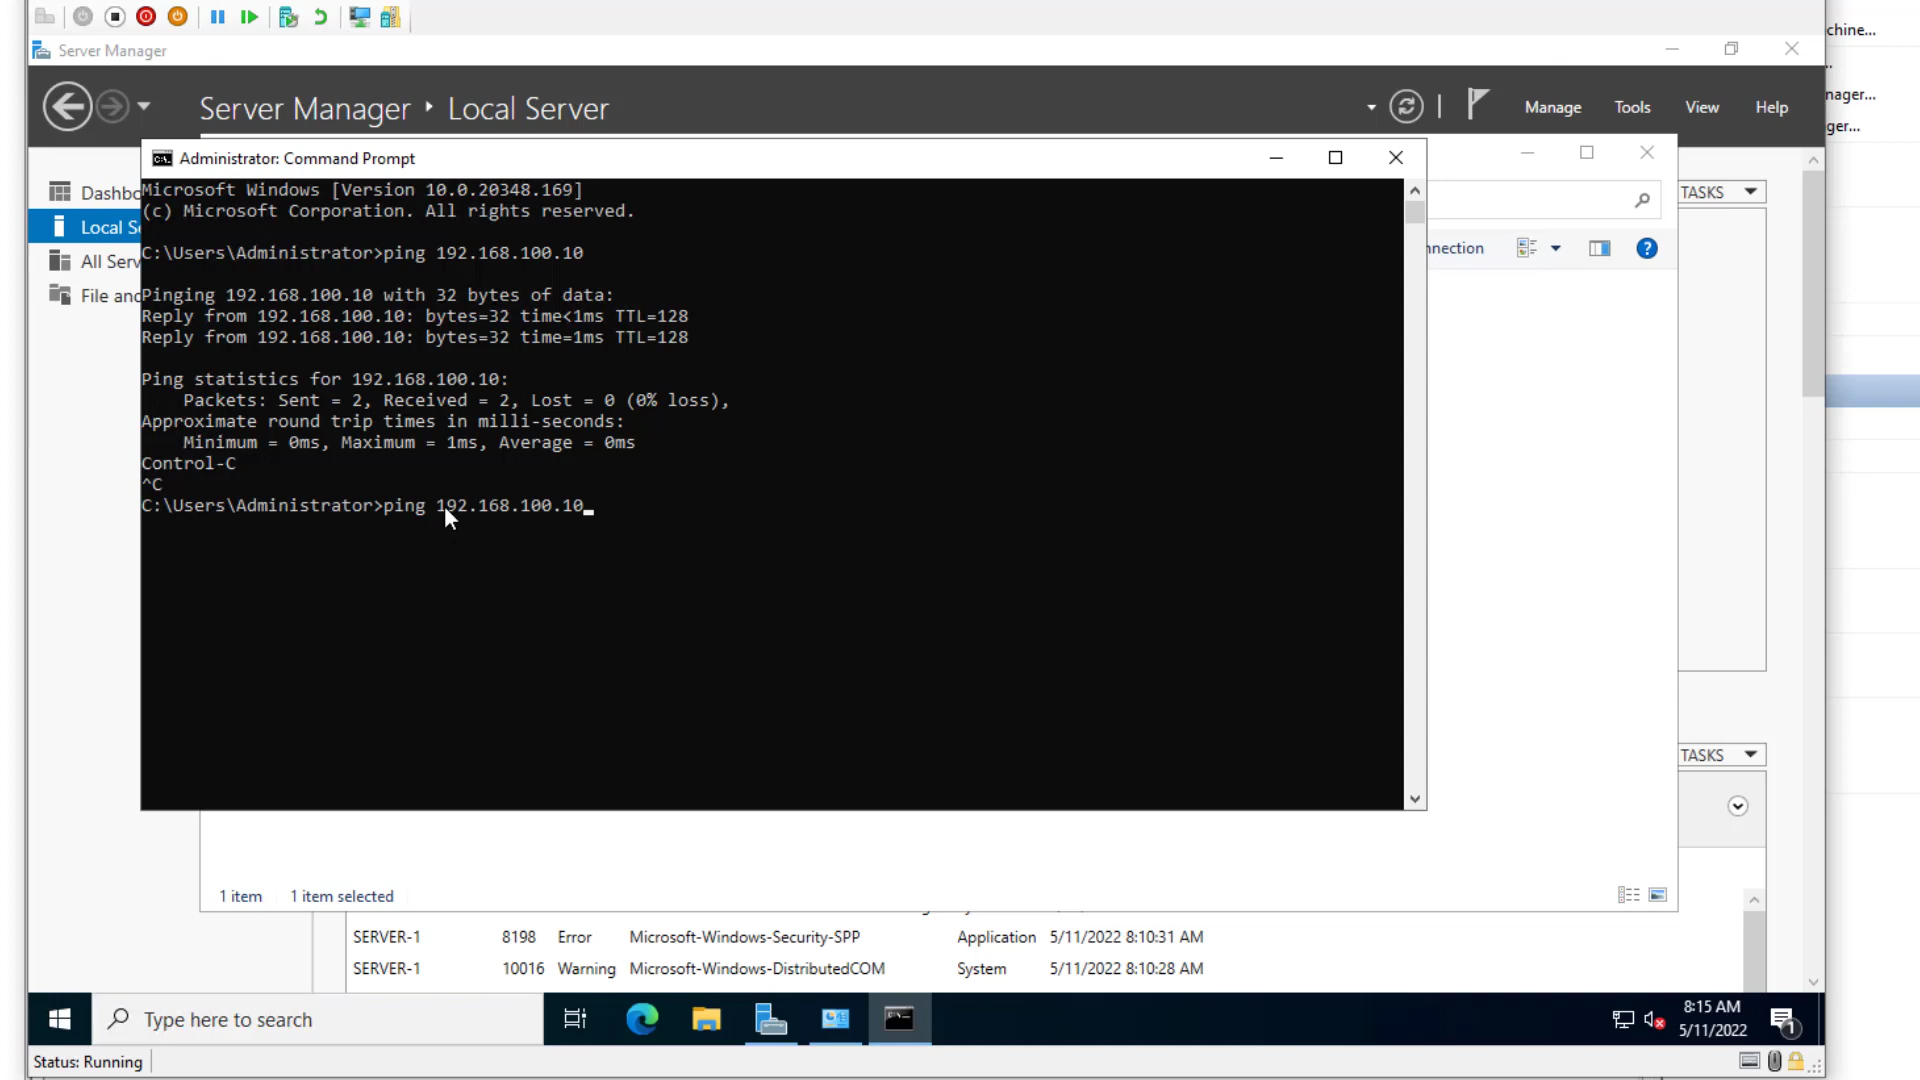 chine...
Server Manager
Server Manager
Local Server
Manage
Tools
View
Help
nager...
ger...
Administrator: Command Prompt
Dashbo
Local Se
All Serv
File and
TASKS
nnection
Microsoft Windows [Version 10.0.20348.169]
(c) Microsoft Corporation. All rights reserved.
C:\Users\Administrator>ping 192.168.100.10
Pinging 192.168.100.10 with 32 bytes of data:
Reply from 192.168.100.10: bytes=32 time<1ms TTL=128
Reply from 192.168.100.10: bytes=32 time=1ms TTL=128
Ping statistics for 192.168.100.10:
Packets: Sent = 2, Received = 2, Lost = 0 (0% loss),
Approximate round trip times in milli-seconds:
Minimum = 0ms, Maximum = 1ms, Average = 0ms
Control-C
^C
C:\Users\Administrator>ping 192.168.100.10_
TASKS
1 item 1 item selected
SERVER-1 8198 Error Microsoft-Windows-Security-SPP Application 5/11/2022 8:10:31 AM
SERVER-1 10016 Warning Microsoft-Windows-DistributedCOM System 5/11/2022 8:10:28 AM
Type here to search
8:15 AM
5/11/2022
1
Status: Running